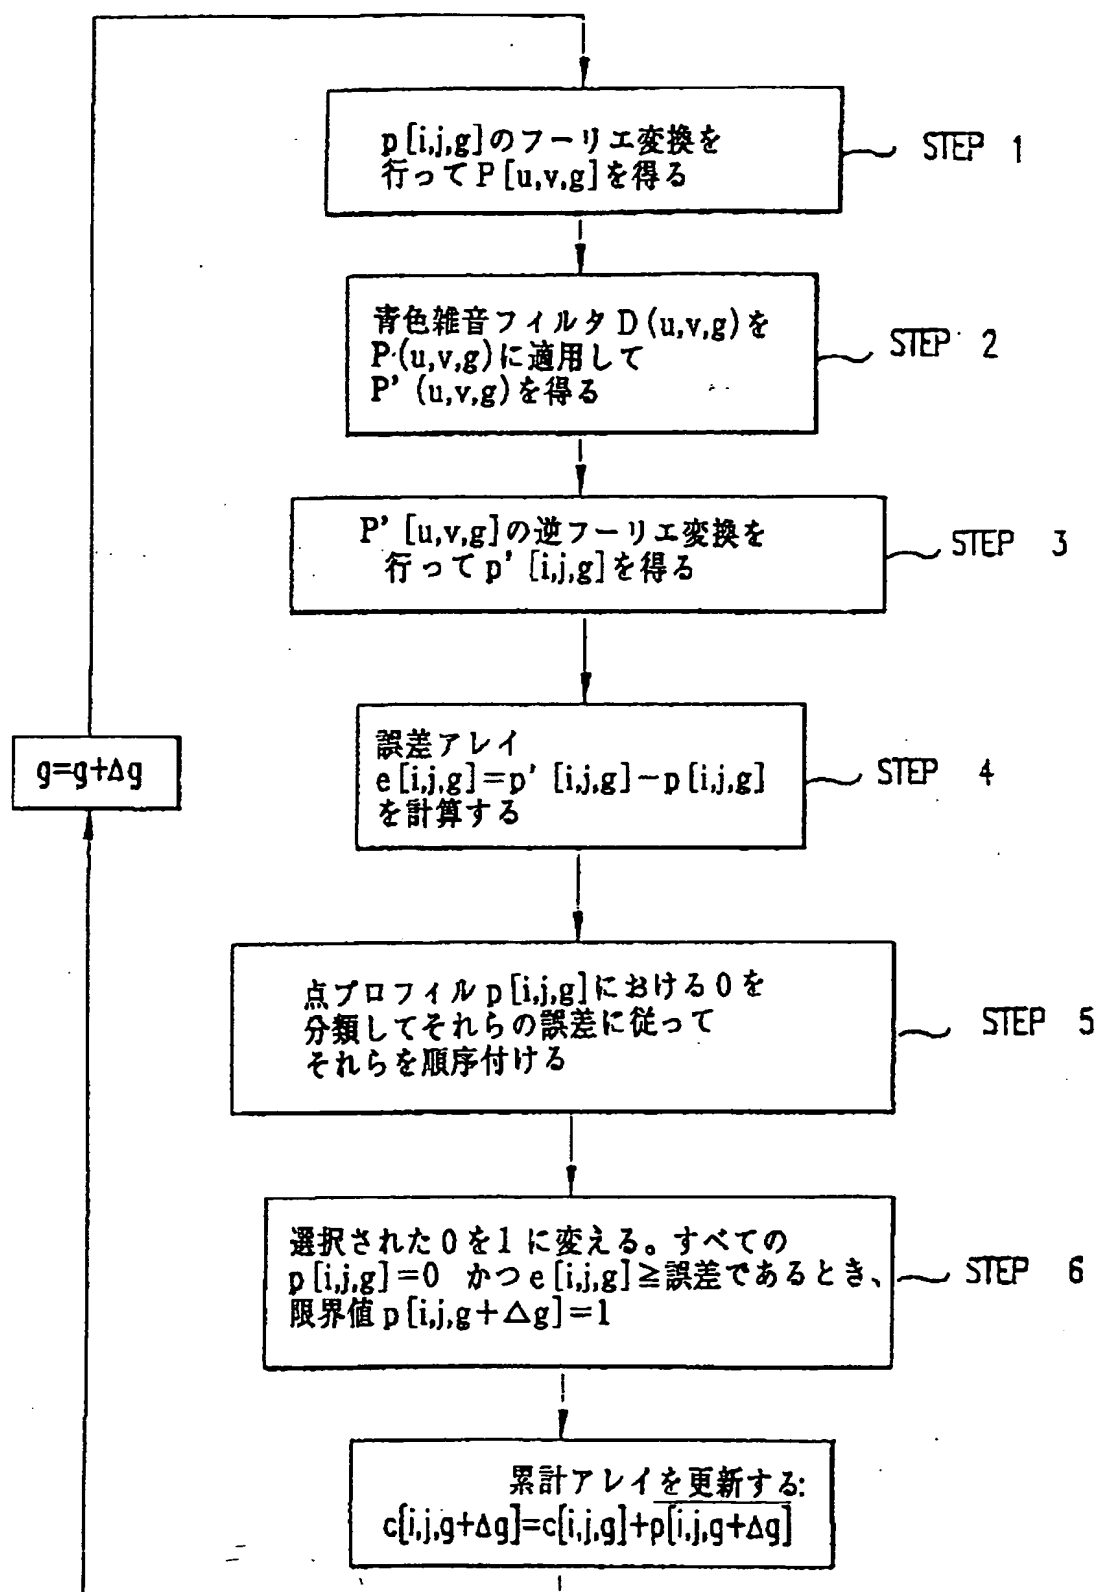 p[i,j,g]のフーリエ変換を
行ってP[u,v,g]を得る
STEP 1
青色雑音フィルタD(u,v,g)を
P(u,v,g)に適用して
P'(u,v,g)を得る
STEP 2
P'[u,v,g]の逆フーリエ変換を
行ってp'[i,j,g]を得る
STEP 3
誤差アレイ
e[i,j,g]=p'[i,j,g]−p[i,j,g]
を計算する
STEP 4
g=g+Δg
点プロフィルp[i,j,g]における0を
分類してそれらの誤差に従って
それらを順序付ける
STEP 5
選択された0を1に変える。すべての
p[i,j,g]=0 かつe[i,j,g]≧誤差であるとき、
限界値p[i,j,g+△g]=1
STEP 6
累計アレイを更新する:
c[i,j,g+Δg]=c[i,j,g]+p[i,j,g+Δg]